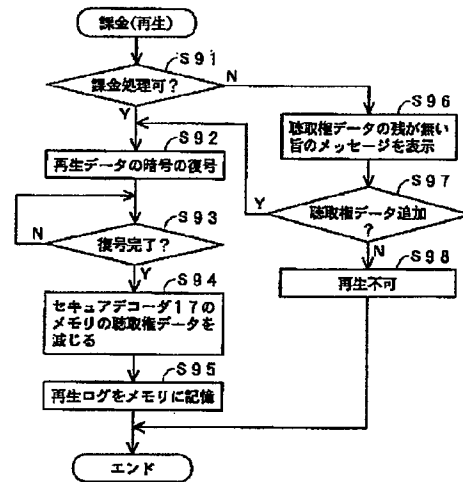 課金(再生)
S91
課金処理可?
N
Y
S92
再生データの暗号の復号
S93
復号完了?
N
Y
S94
セキュアデコーダ17の
メモリの聴取権データを
減じる
S95
再生ログをメモリに記憶
エンド
S96
聴取権データの残が無い
旨のメッセージを表示
S97
聴取権データ追加
?
Y
N
S98
再生不可